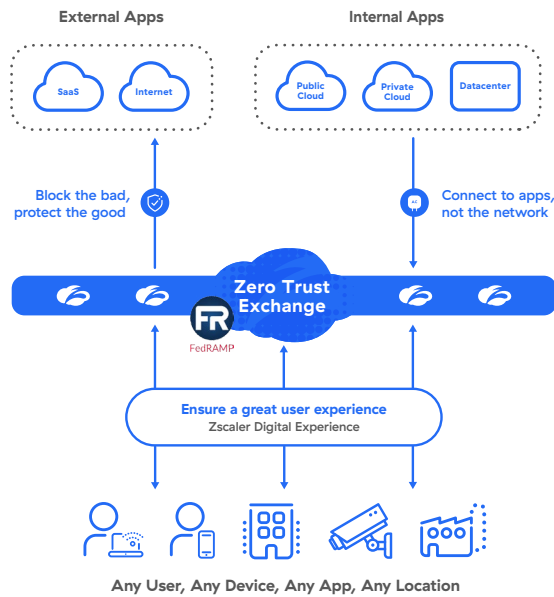 External Apps
Internal Apps
SaaS
Internet
Public
Cloud
Private
Cloud
Datacenter
Block the bad,
protect the good
AC
Connect to apps,
not the network
Zero Trust
Exchange
FR
FedRAMP
Ensure a great user experience
Zscaler Digital Experience
Any User, Any Device, Any App, Any Location